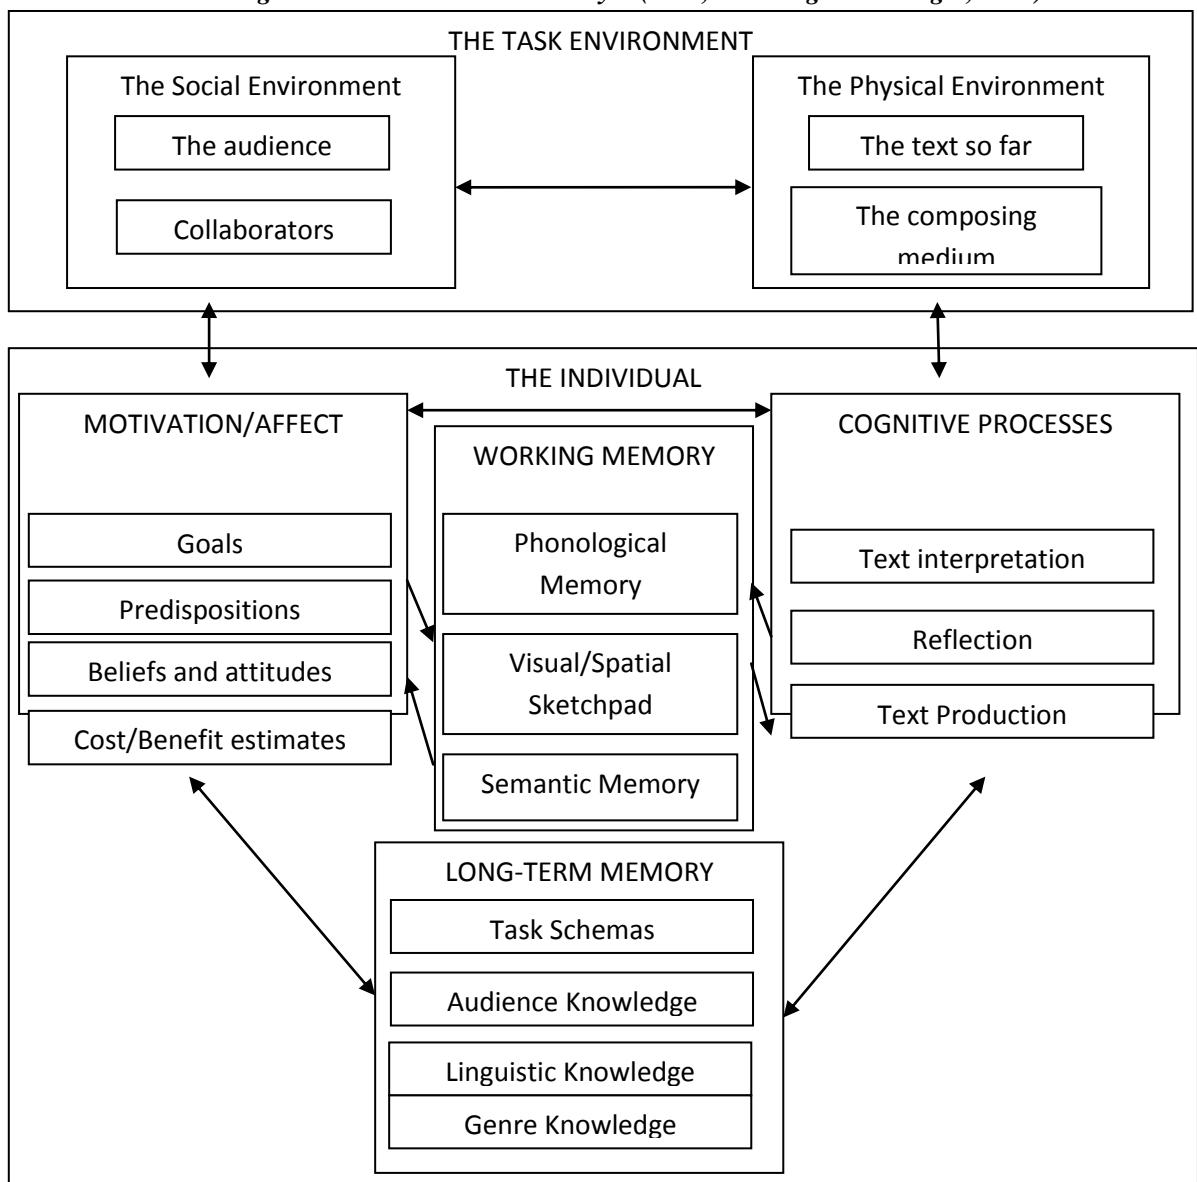 THE TASK ENVIRONMENT
The Social Environment
The audience
Collaborators
The Physical Environment
The text so far
The composing
medium
THE INDIVIDUAL
MOTIVATION/AFFECT
Goals
Predispositions
Beliefs and attitudes
Cost/Benefit estimates
WORKING MEMORY
Phonological
Memory
Visual/Spatial
Sketchpad
Semantic Memory
COGNITIVE PROCESSES
Text interpretation
Reflection
Text Production
LONG-TERM MEMORY
Task Schemas
Audience Knowledge
Linguistic Knowledge
Genre Knowledge